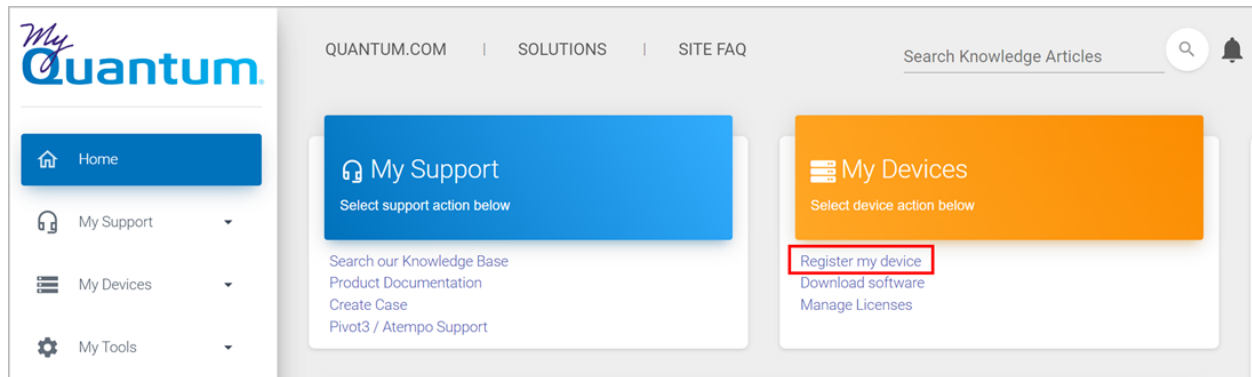 My
Quantum.
Home
My Support
My Devices
My Tools
QUANTUM.COM | SOLUTIONS | SITE FAQ
Search Knowledge Articles
My Support
Select support action below
Search our Knowledge Base
Product Documentation
Create Case
Pivot3 / Atempo Support
My Devices
Select device action below
Register my device
Download software
Manage Licenses